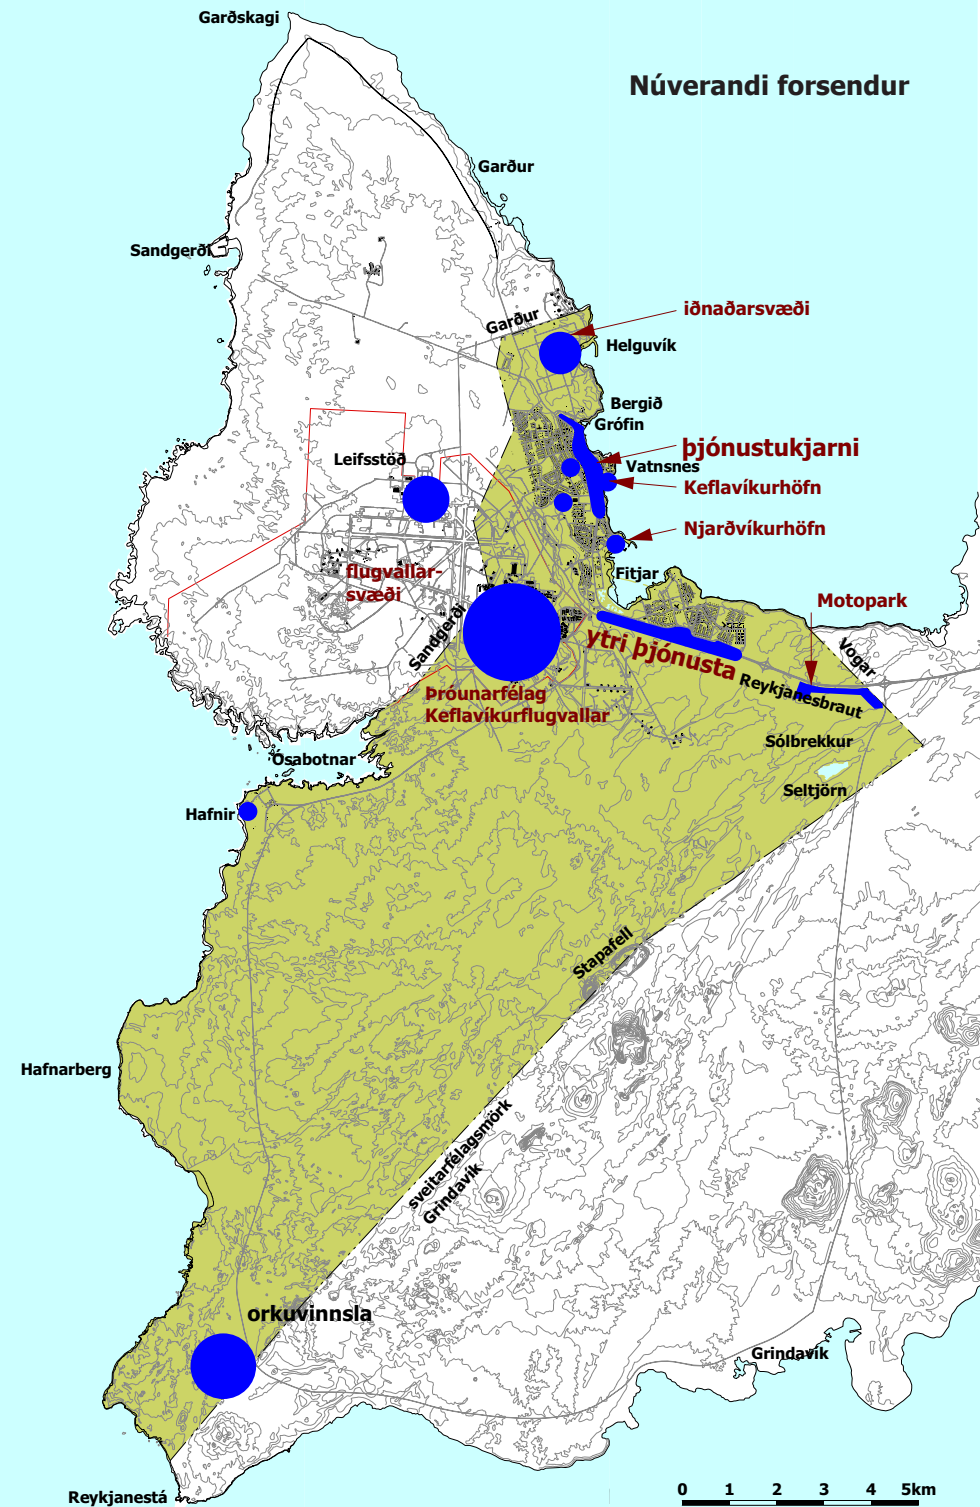 Garðskagi
Núverandi forsendur
Garður
Sandgerði
Garður
iðnaðarsvæði
Helguvík
Bergið
Grófin
þjónustukjarni
Leifsstöð
Vatnsnes
Keflavíkurhöfn
Njarðvíkurhöfn
flugvallar-
svæði
Fitjar
Motopark
Sandgerði
ytri þjónusta
Vogar
Reykjanesbraut
Þróunarfélag
Keflavíkurflugvallar
Sólbrekkur
Ósabotnar
Seltjörn
Hafnir
Stapafell
Hafnarberg
sveitarfélagsmörk
Grindavík
orkuvinnsla
Grindavík
Reykjanestá
0 1 2 3 4 5km